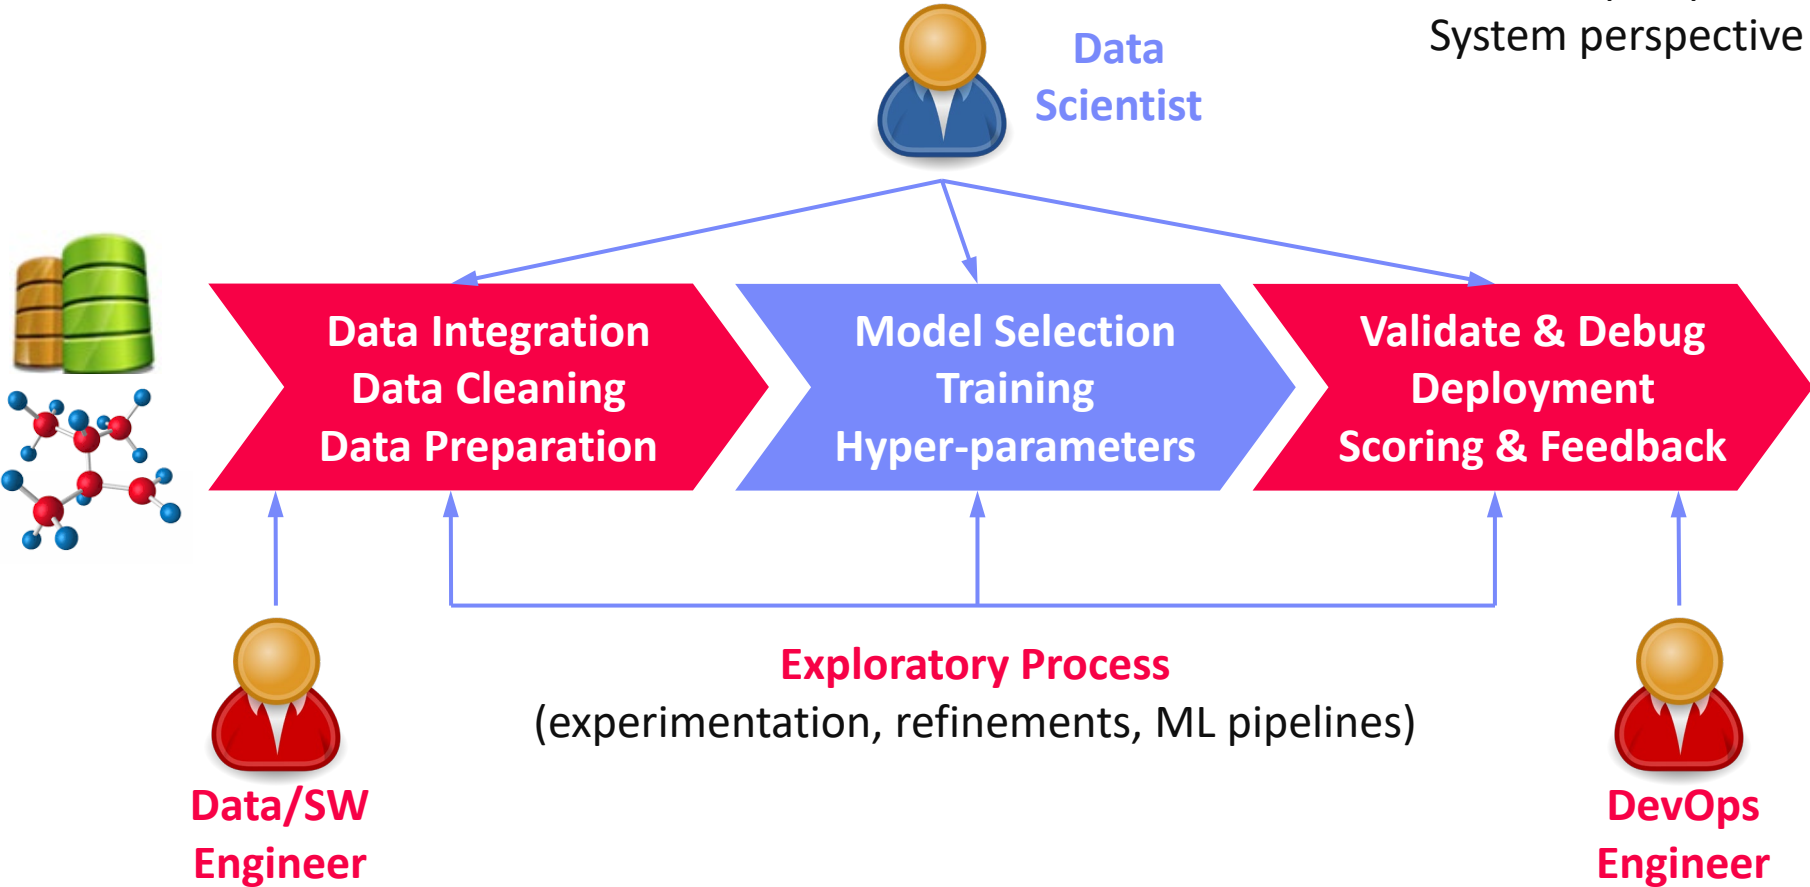 System perspective
Data
Scientist
Data Integration
Data Cleaning
Data Preparation
Model Selection
Training
Hyper-parameters
Validate & Debug
Deployment
Scoring & Feedback
Exploratory Process
(experimentation, refinements, ML pipelines)
Data/SW
Engineer
DevOps
Engineer